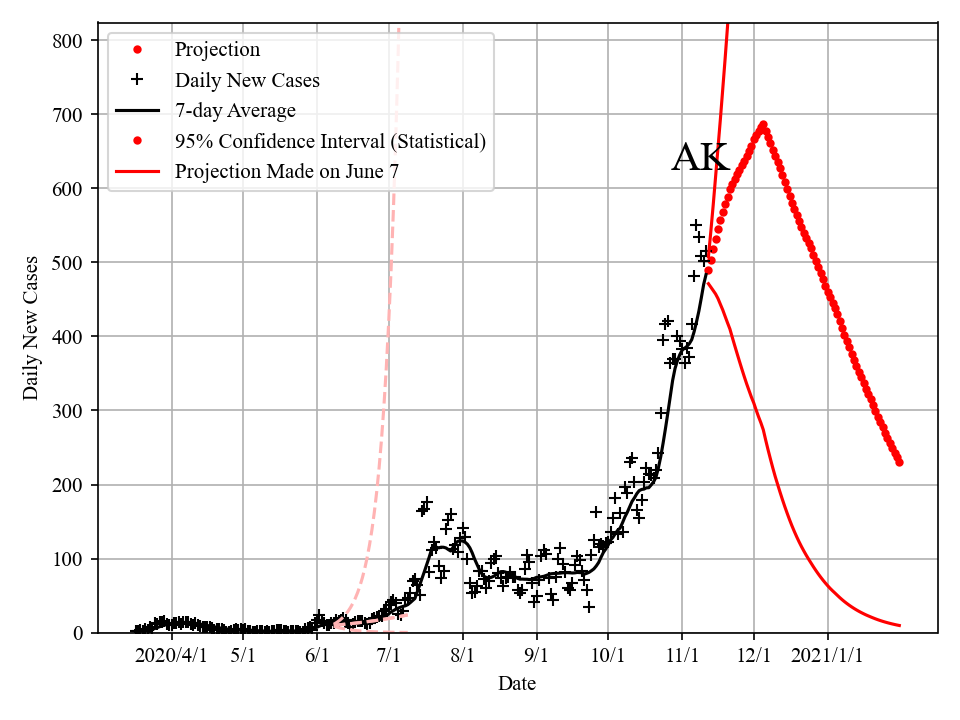 800
700
600
500
400
300
200
100
0
Daily New Cases
Projection
Daily New Cases
7-day Average
95% Confidence Interval (Statistical)
Projection Made on June 7
AK
2020/4/1 5/1 6/1 7/1 8/1 9/1 10/1 11/1 12/1 2021/1/1
Date